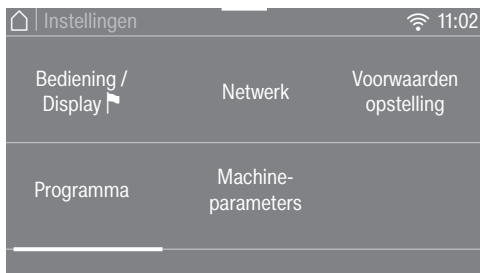 Instellingen 11:02
Bediening /
Display
Netwerk
Voorwaarden
opstelling
Programma
Machine-
parameters